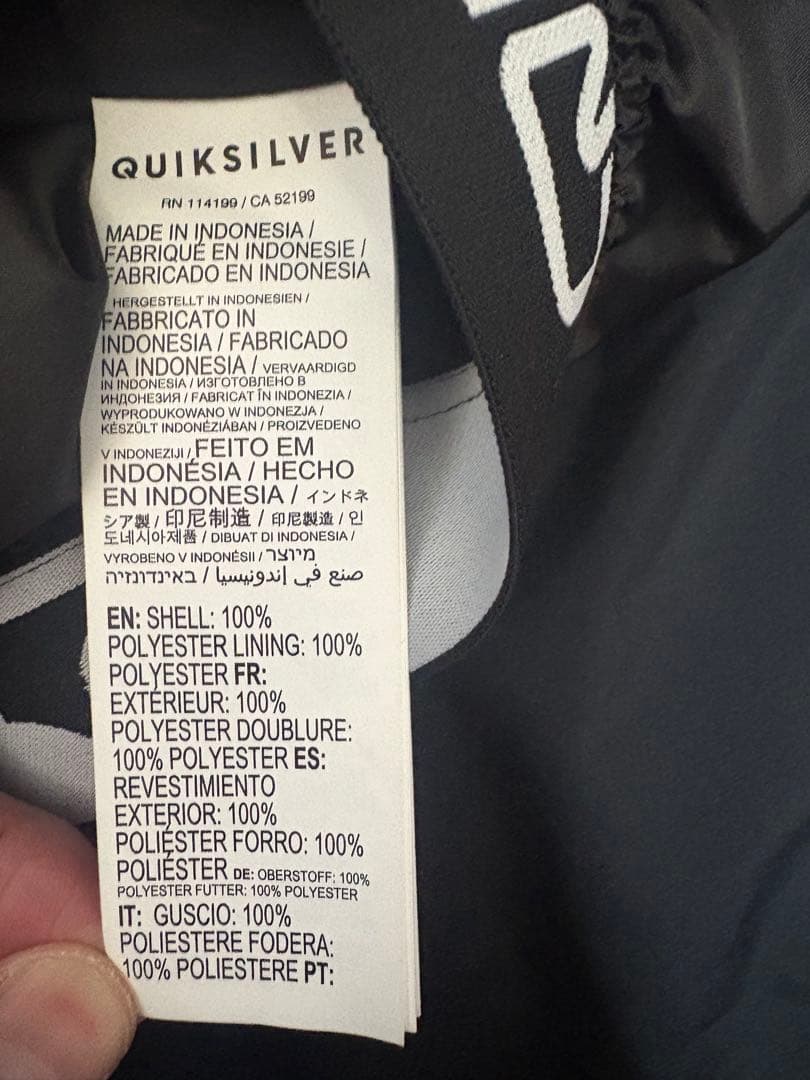 QUIKSILVER
RN 114199 / CA 52199
MADE IN INDONESIA /
FABRIQUÉ EN INDONESIE /
FABRICADO EN INDONESIA
HERGESTELLT IN INDONESIEN /
FABBRICATO IN
INDONESIA / FABRICADO
NA INDONESIA / VERVAARDIGD
IN INDONESIA / ИЗГОТОВЛЕНО В
ИНДОНЕЗИЯ / FABRICAT ÎN INDONEZIA /
WYPRODUKOWANO W INDONEZJA /
KÉSZÜLT INDONÉZIÁBAN / PROIZVEDENO
V INDONEZIJI / FEITO EM
INDONÉSIA / HECHO
EN INDONESIA / インドネ
シア製 / 印尼制造 / 印尼製造 / 인
도네시아제품 / DIBUAT DI INDONESIA /
VYROBENO V INDONÉSII / מיוצר
באינדונזיה / صنع في إندونيسيا
EN: SHELL: 100%
POLYESTER LINING: 100%
POLYESTER FR:
EXTÉRIEUR: 100%
POLYESTER DOUBLURE:
100% POLYESTER ES:
REVESTIMIENTO
EXTERIOR: 100%
POLIÉSTER FORRO: 100%
POLIÉSTER DE: OBERSTOFF: 100%
POLYESTER FUTTER: 100% POLYESTER
IT: GUSCIO: 100%
POLIESTERE FODERA:
100% POLIESTERE PT: